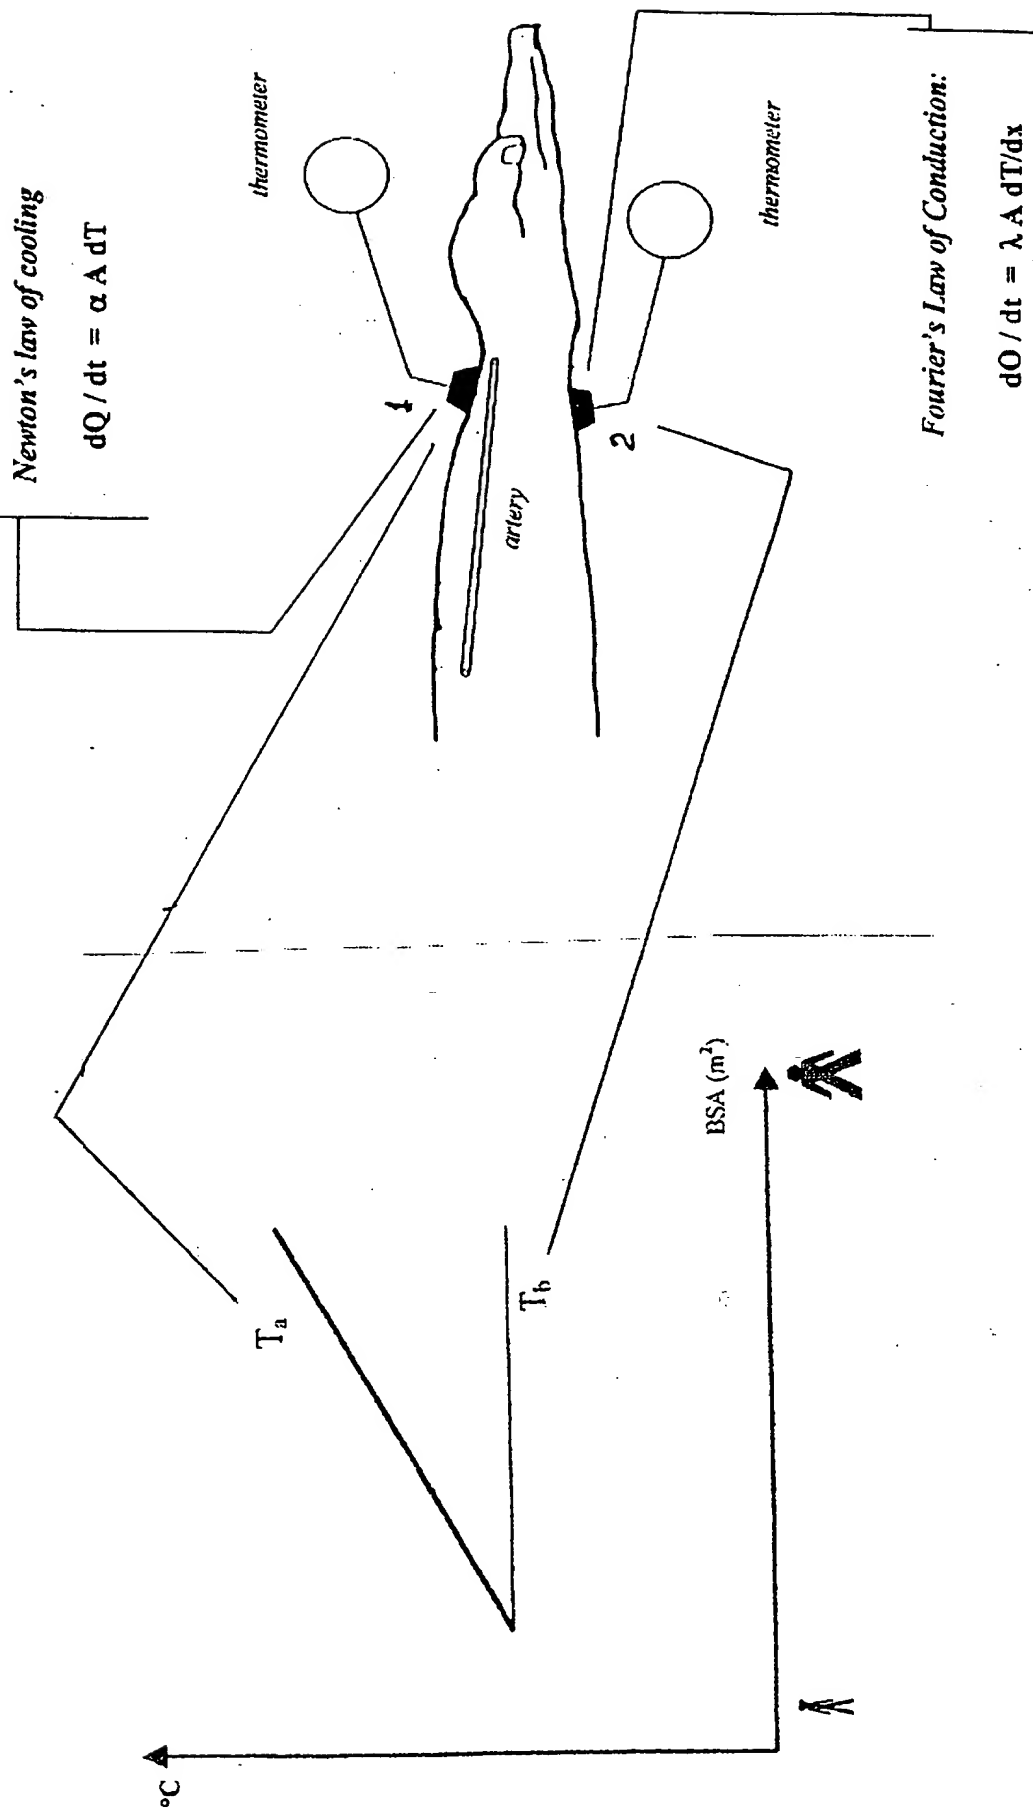 Newton's law of cooling
dQ / dt = α A dT
thermometer
1
artery
2
thermometer
Fourier's Law of Conduction:
dO / dt = λ A dT/dx
°C
Ta
Tb
BSA (m²)